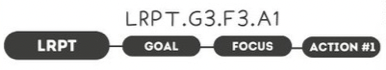 LRPT.G3.F3.A1
LRPT GOAL FOCUS ACTION #1